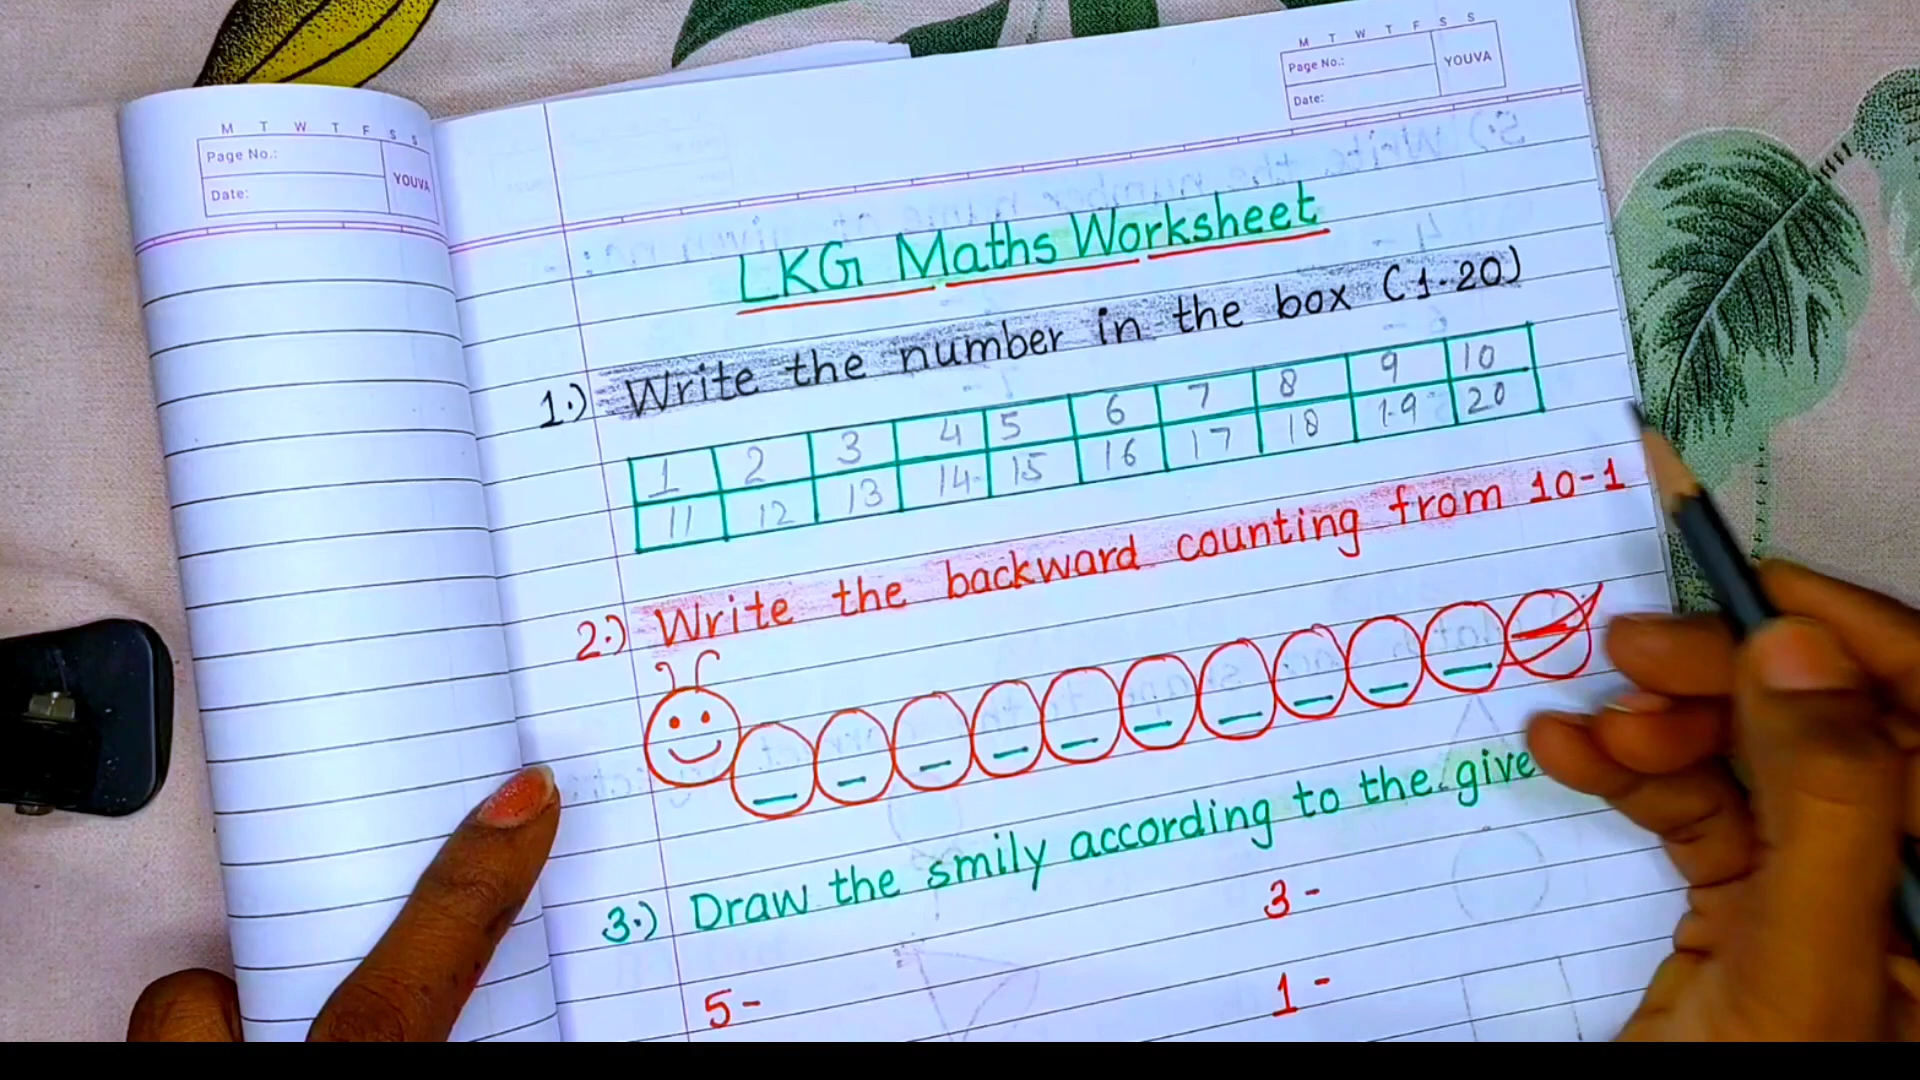 M T W T F S S
Page No.:
YOUVA
Date:
M T W T F S S
Page No.:
YOUVA
Date:
LKG Maths Worksheet
1.) Write the number in the box (1-20)
1 2 3 4 5 6 7 8 9 10
11 12 13 14 15 16 17 18 19 20
2.) Write the backward counting from 10-1
3.) Draw the smily according to the give
3 -
5 -
1 -